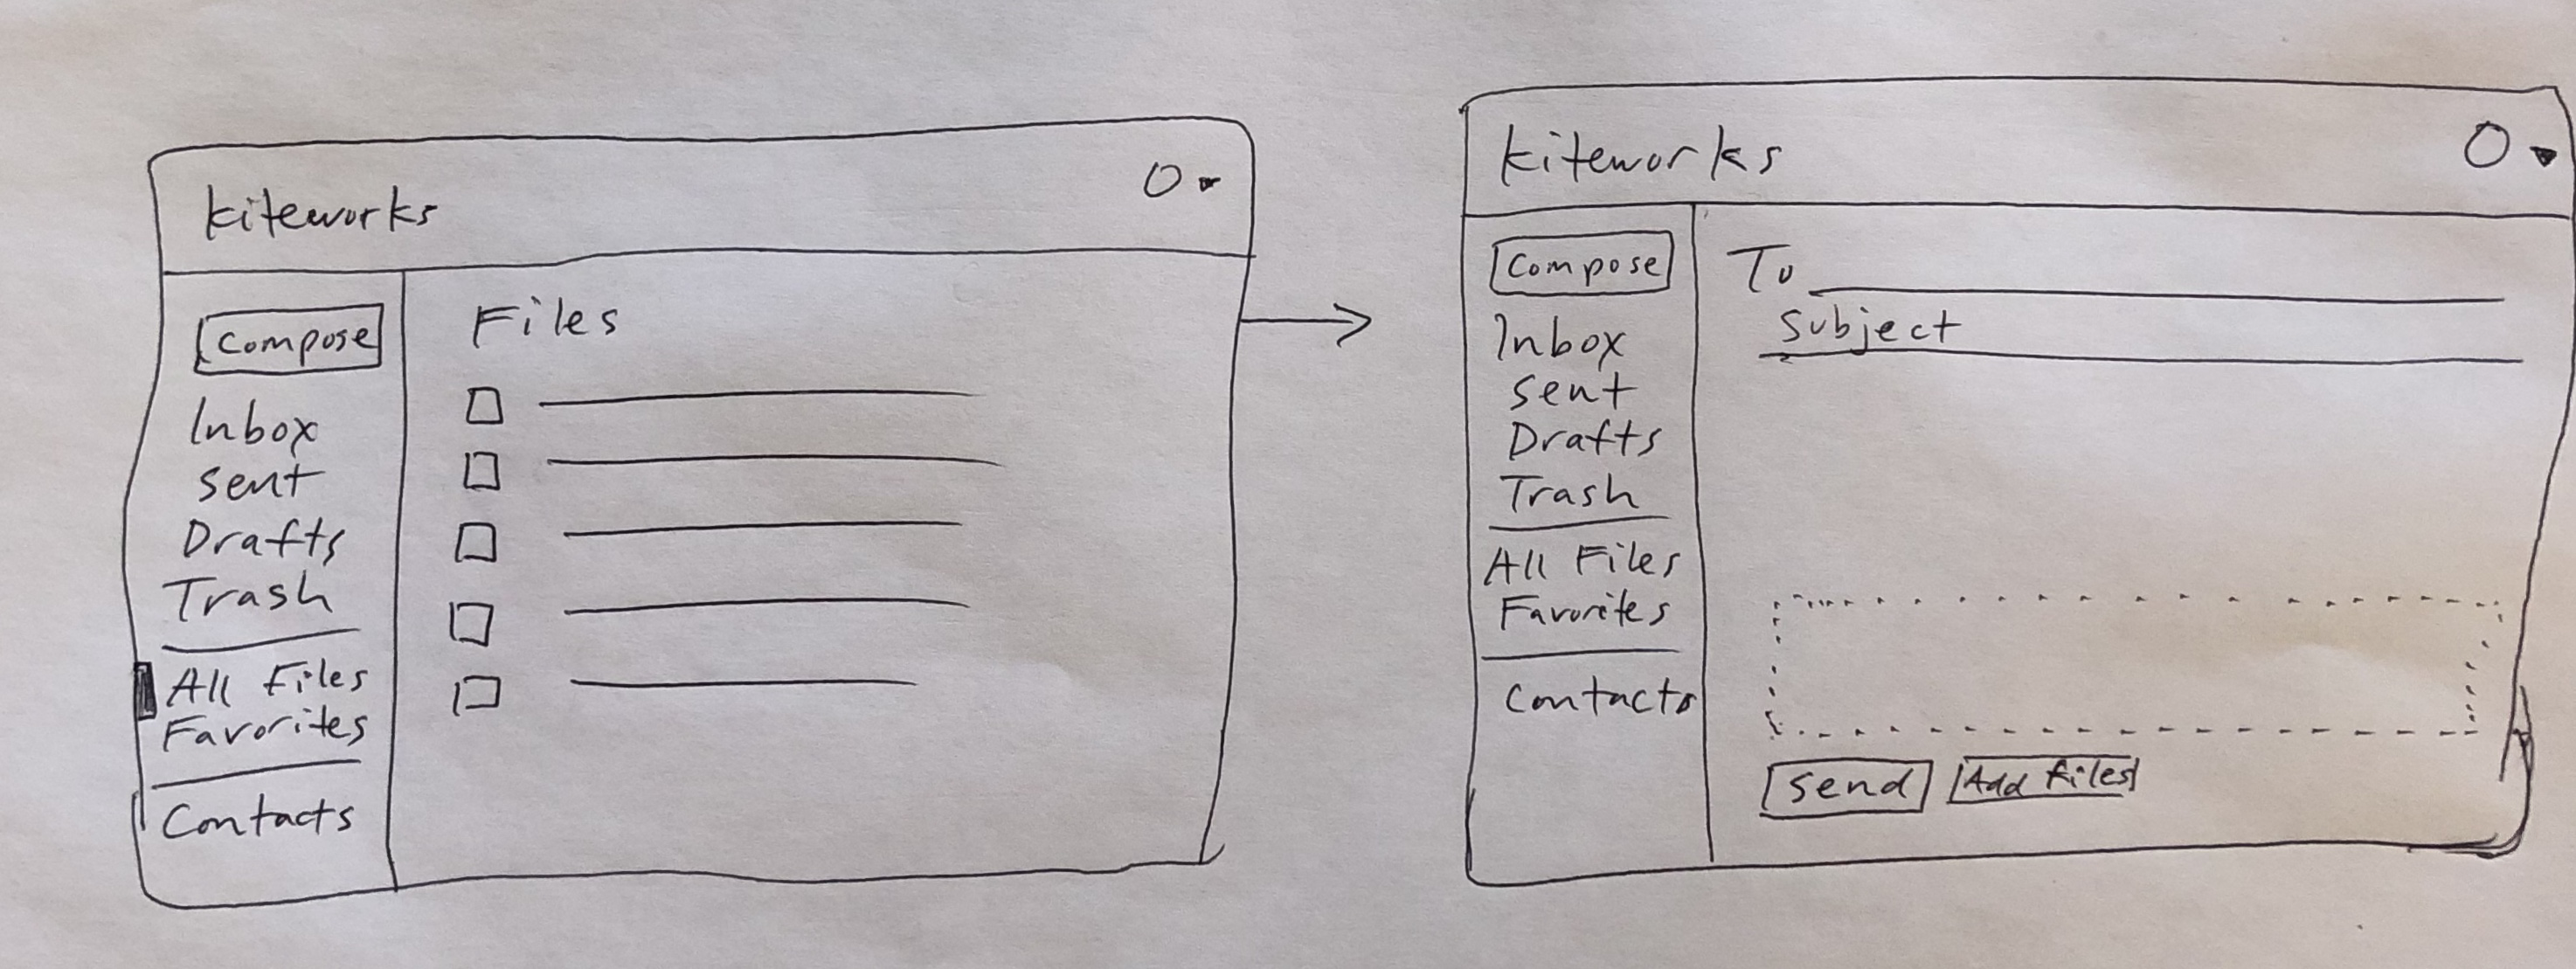 kiteworks
Compose
Inbox
Sent
Drafts
Trash
All Files
Favorites
Contacts
Files
kiteworks
Compose
Inbox
Sent
Drafts
Trash
All Files
Favorites
Contacts
To
Subject
Send
Add Files